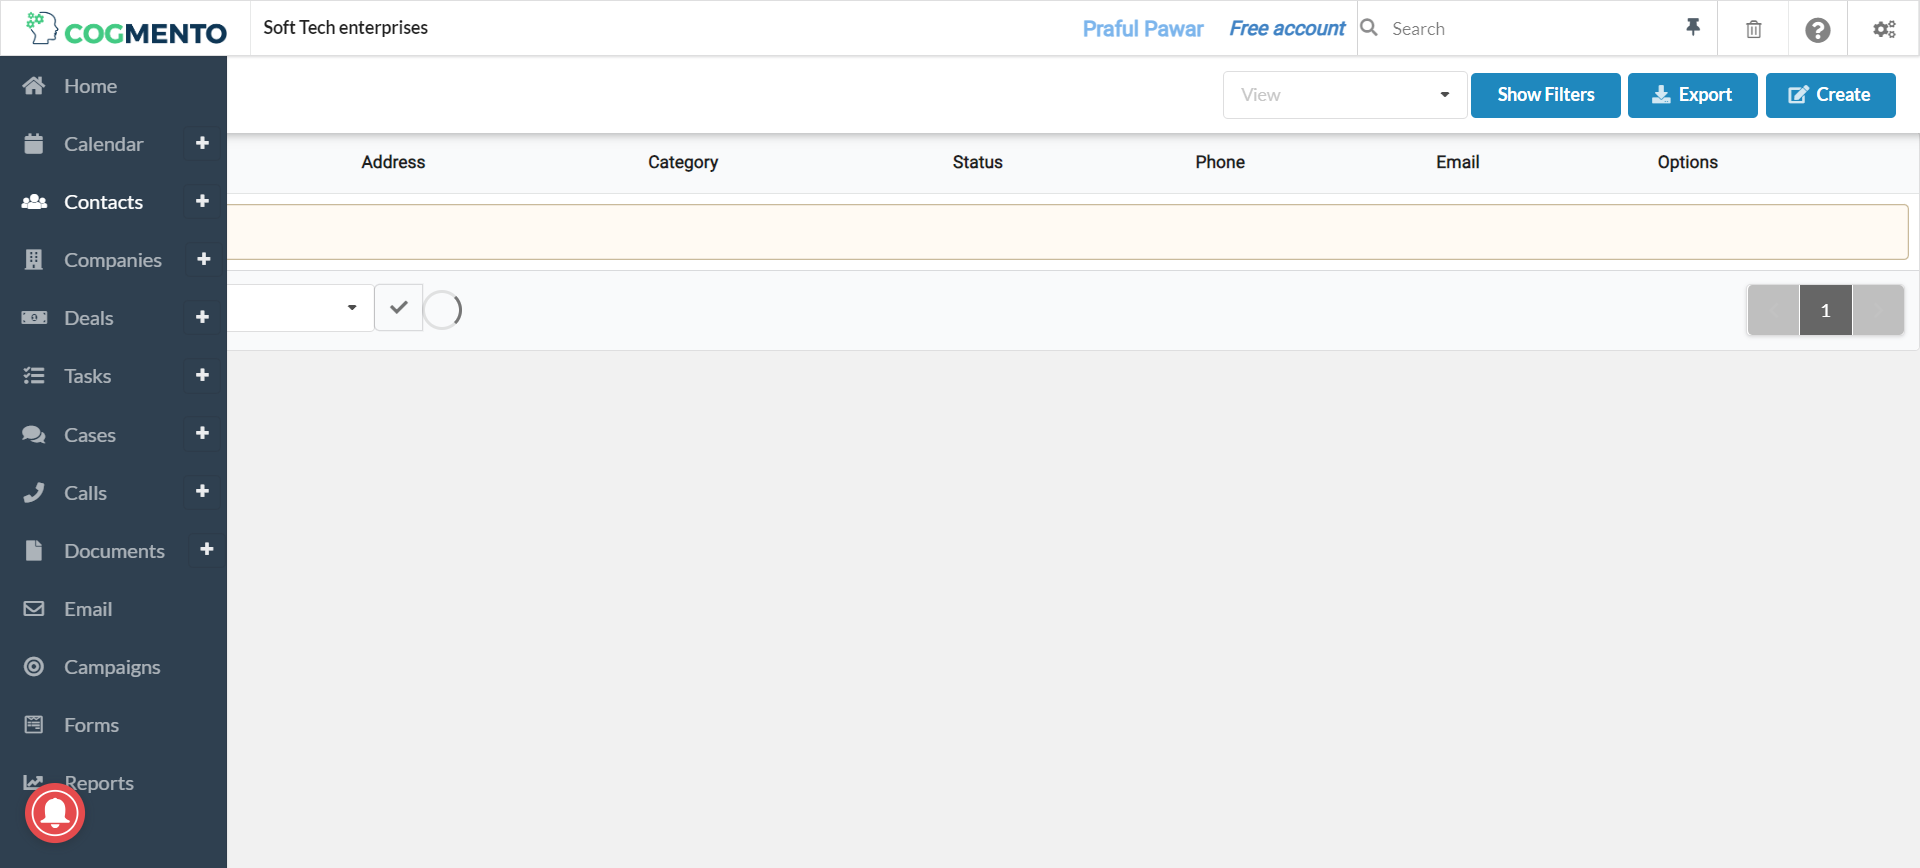 COGMENTO
Soft Tech enterprises
Praful Pawar
Free account
Search
Home
Calendar
Contacts
Companies
Deals
Tasks
Cases
Calls
Documents
Email
Campaigns
Forms
Reports
View
Show Filters
Export
Create
Address
Category
Status
Phone
Email
Options
1